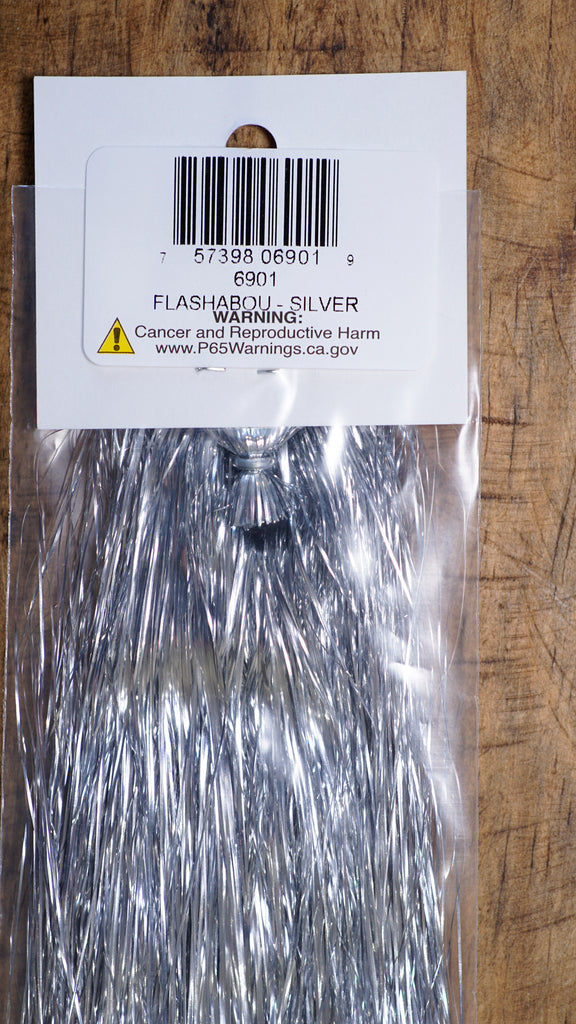 7 57398 06901 9
6901
FLASHABOU - SILVER
WARNING:
Cancer and Reproductive Harm
www.P65Warnings.ca.gov